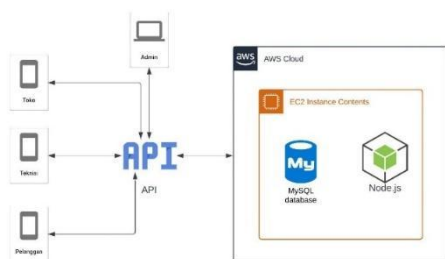 Admin
Toko
Teknisi
Pelanggan
API
API
aws
AWS Cloud
EC2 Instance Contents
My
MySQL
database
Node.js